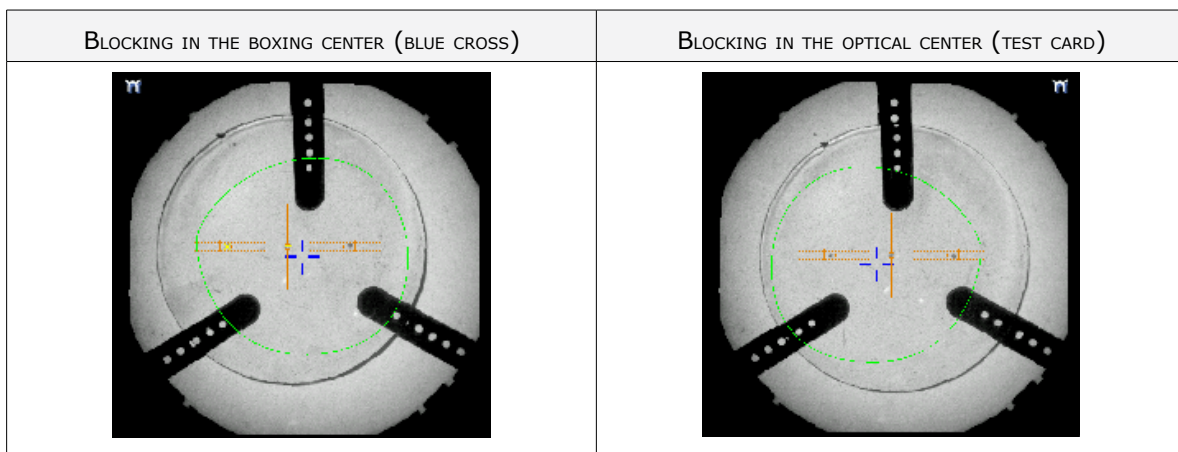 Blocking in the boxing center (blue cross)
Blocking in the optical center (test card)